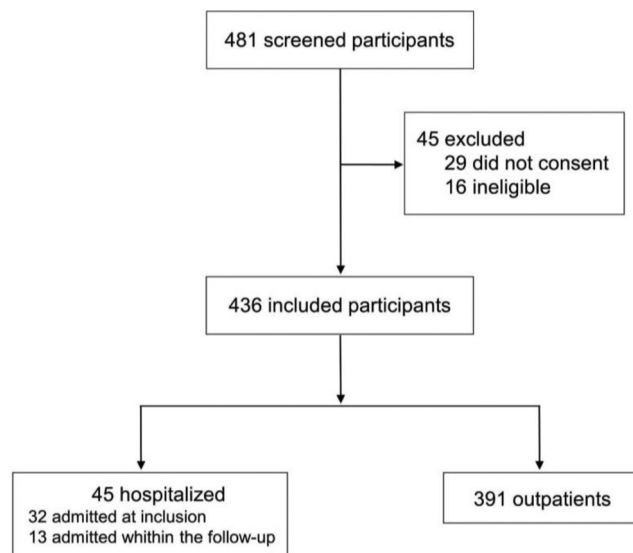 481 screened participants
45 excluded
29 did not consent
16 ineligible
436 included participants
45 hospitalized
32 admitted at inclusion
13 admitted whithin the follow-up
391 outpatients